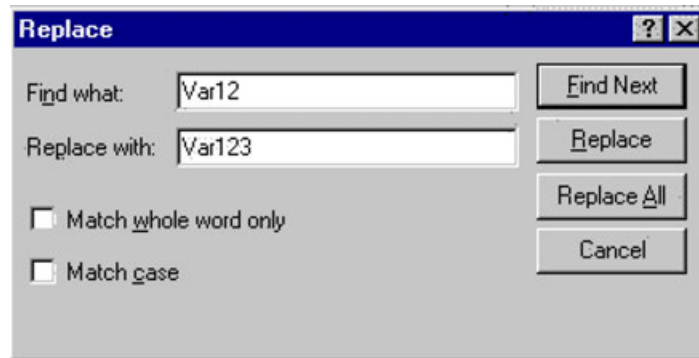 Replace
Find what: Var12 Find Next
Replace with: Var123 Replace
Replace All
Match whole word only
Cancel
Match case